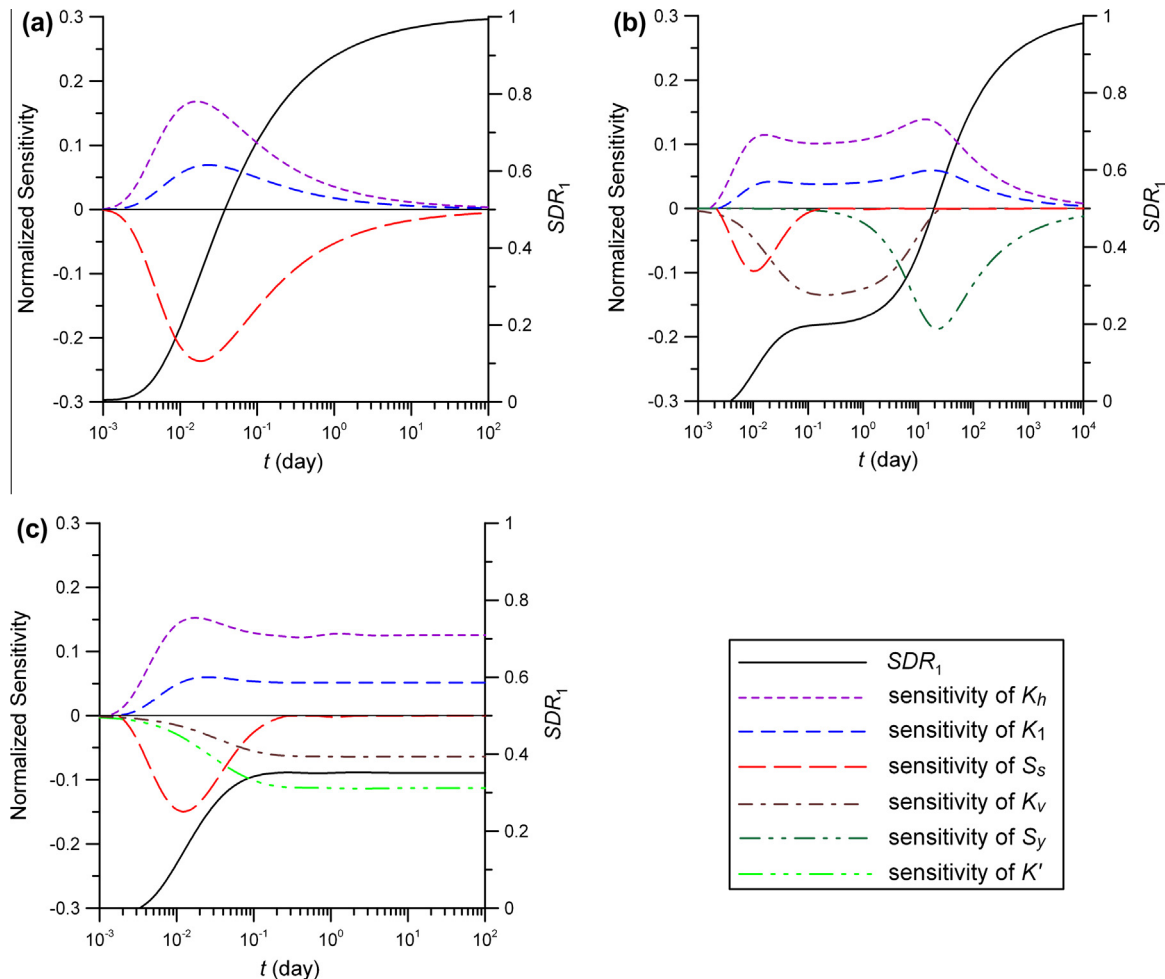 (a)
0.3
0.2
0.1
0
-0.1
-0.2
-0.3
Normalized Sensitivity
1
0.8
0.6
0.4
0.2
0
SDR₁
10⁻³ 10⁻² 10⁻¹ 10⁰ 10¹ 10²
t (day)
(b)
0.3
0.2
0.1
0
-0.1
-0.2
-0.3
Normalized Sensitivity
1
0.8
0.6
0.4
0.2
0
SDR₁
10⁻³ 10⁻² 10⁻¹ 10⁰ 10¹ 10² 10³ 10⁴
t (day)
(c)
0.3
0.2
0.1
0
-0.1
-0.2
-0.3
Normalized Sensitivity
1
0.8
0.6
0.4
0.2
0
SDR₁
10⁻³ 10⁻² 10⁻¹ 10⁰ 10¹ 10²
t (day)
SDR₁
sensitivity of Kₕ
sensitivity of K₁
sensitivity of Sₛ
sensitivity of Kᵥ
sensitivity of Sy
sensitivity of K'